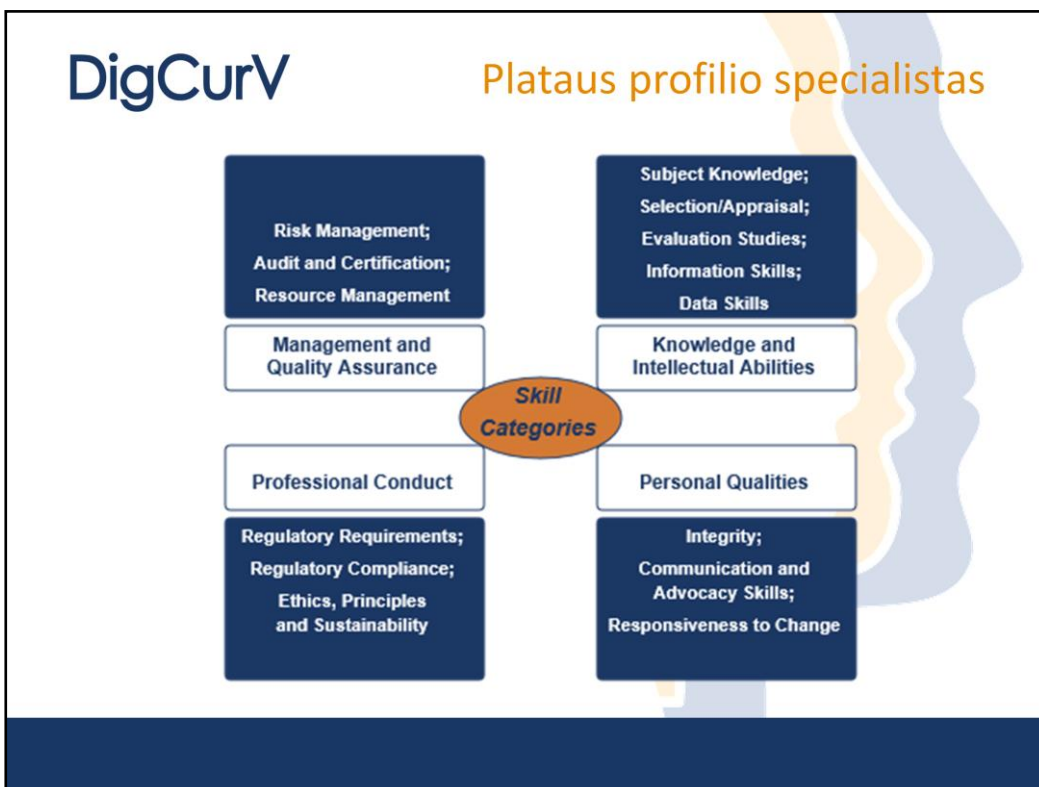 DigCurV
Plataus profilio specialistas
Risk Management;
Audit and Certification;
Resource Management
Management and
Quality Assurance
Subject Knowledge;
Selection/Appraisal;
Evaluation Studies;
Information Skills;
Data Skills
Knowledge and
Intellectual Abilities
Skill
Categories
Professional Conduct
Regulatory Requirements;
Regulatory Compliance;
Ethics, Principles
and Sustainability
Personal Qualities
Integrity;
Communication and
Advocacy Skills;
Responsiveness to Change